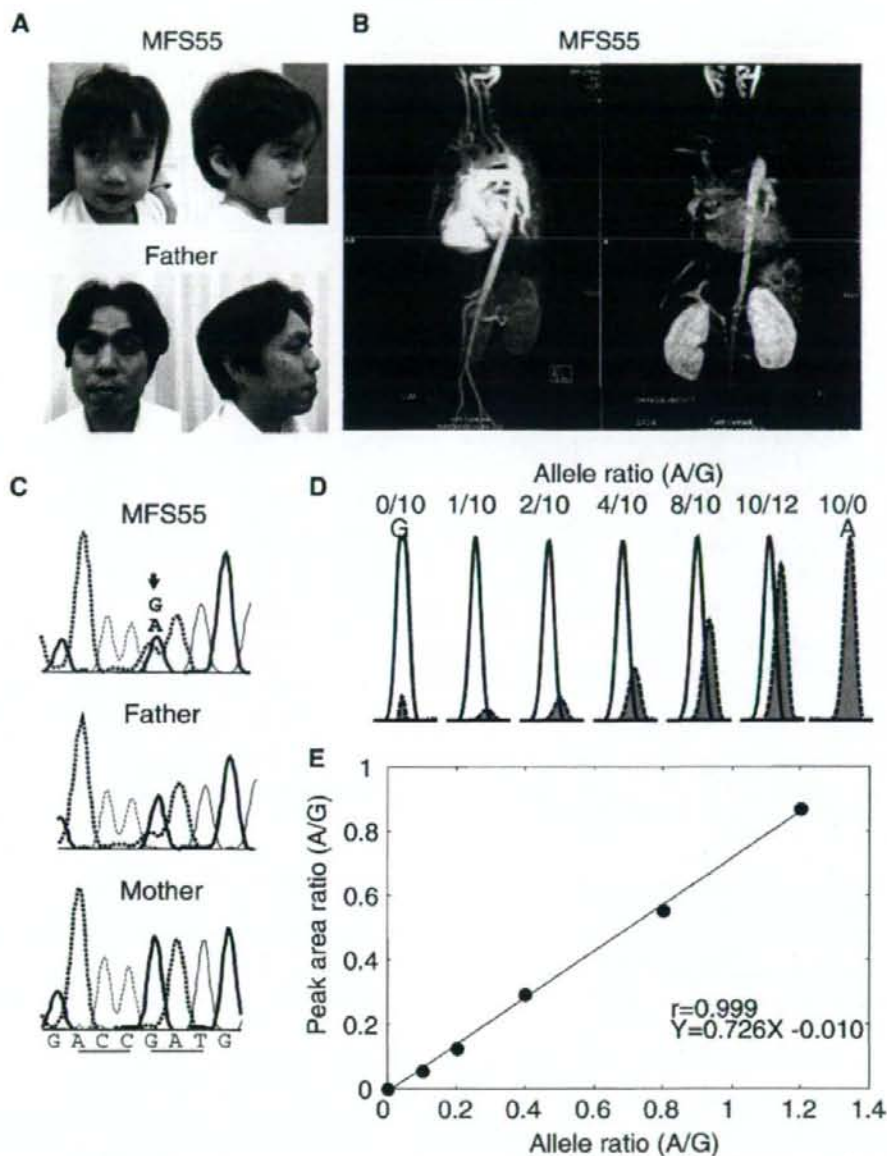 A
MFS55
Father
B
MFS55
C
MFS55
G
A
Father
Mother
G A C C G A T G
D
Allele ratio (A/G)
0/10 1/10 2/10 4/10 8/10 10/12 10/0
G
A
E
Peak area ratio (A/G)
1
0.8
0.6
0.4
0.2
0
r=0.999
Y=0.726X -0.010
0 0.2 0.4 0.6 0.8 1 1.2 1.4
Allele ratio (A/G)